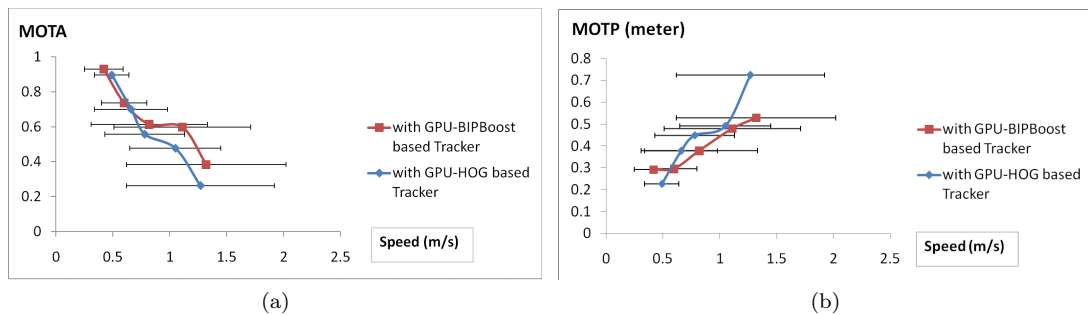 MOTA
1
0.8
0.6
0.4
0.2
0
0 0.5 1 1.5 2 2.5
Speed (m/s)
with GPU-BIPBoost
based Tracker
with GPU-HOG based
Tracker
(a)
MOTP (meter)
0.8
0.7
0.6
0.5
0.4
0.3
0.2
0.1
0
0 0.5 1 1.5 2 2.5
Speed (m/s)
with GPU-BIPBoost
based Tracker
with GPU-HOG based
Tracker
(b)